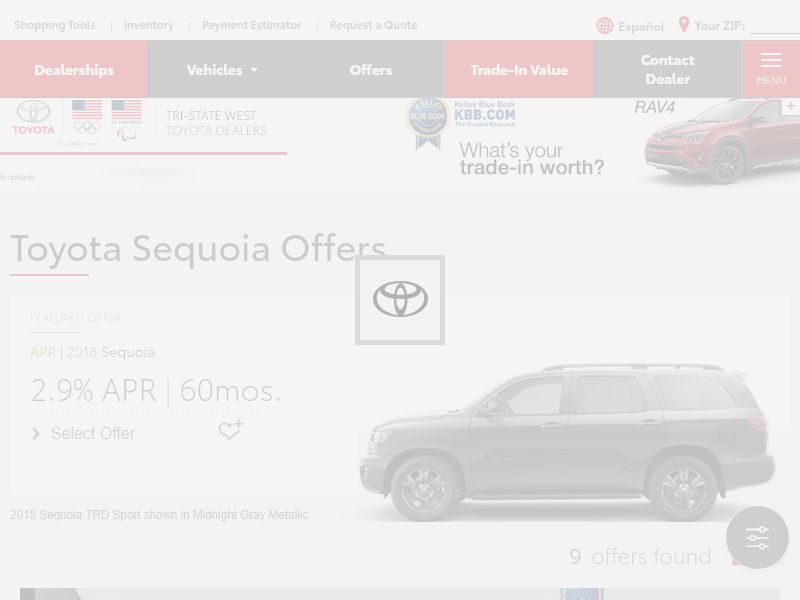 Shopping Tools
Inventory
Payment Estimator
Request a Quote
Español
Your ZIP:
Dealerships
Vehicles
Offers
Trade-In Value
Contact
Dealer
MENU
TOYOTA
TRI-STATE WEST
TOYOTA DEALERS
KELLEY
BLUE BOOK
Kelley Blue Book
KBB.COM
The Trusted Resource
What's your
trade-in worth?
RAV4
h options.
Toyota Sequoia Offers
FEATURED OFFER
APR | 2018 Sequoia
2.9% APR | 60mos.
Select Offer
2018 Sequoia TRD Sport shown in Midnight Gray Metallic
9 offers found